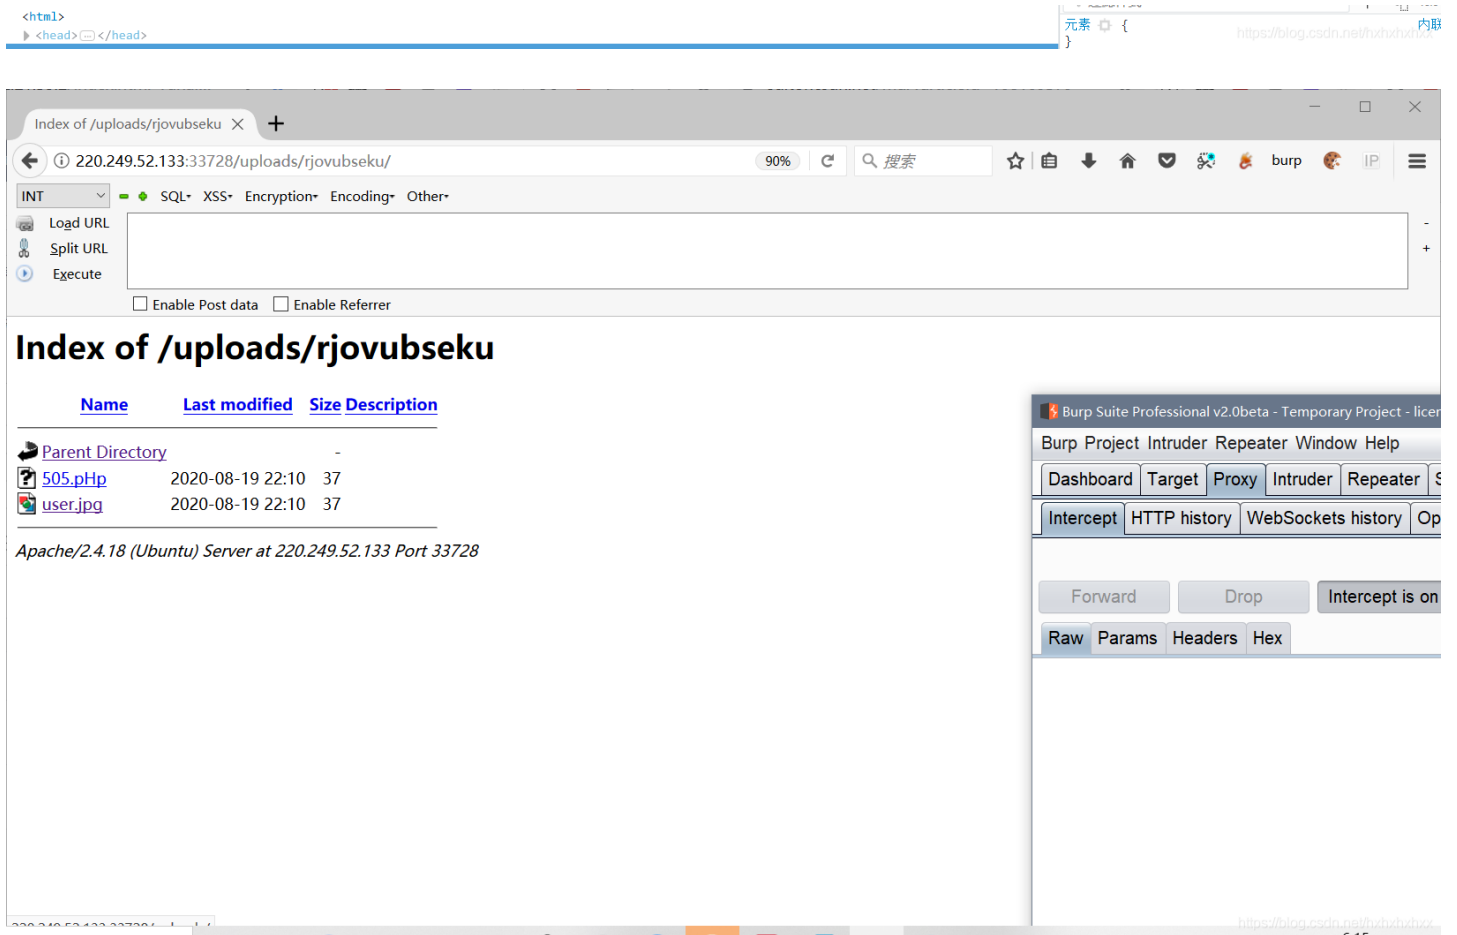 <html>
<head>…</head>
元素 { 内联
}
https://blog.csdn.net/hxhxhxhxx
Index of /uploads/rjovubseku
220.249.52.133:33728/uploads/rjovubseku/ 90% 搜索 burp IP
INT SQL XSS Encryption Encoding Other
Load URL
Split URL
Execute
- 
+
Enable Post data Enable Referrer
Index of /uploads/rjovubseku
Name Last modified Size Description
Parent Directory -
505.pHp 2020-08-19 22:10 37
user.jpg 2020-08-19 22:10 37
Apache/2.4.18 (Ubuntu) Server at 220.249.52.133 Port 33728
Burp Suite Professional v2.0beta - Temporary Project - licen
Burp Project Intruder Repeater Window Help
Dashboard Target Proxy Intruder Repeater S
Intercept HTTP history WebSockets history Op
Forward Drop Intercept is on
Raw Params Headers Hex
https://blog.csdn.net/hxhxhxhxx